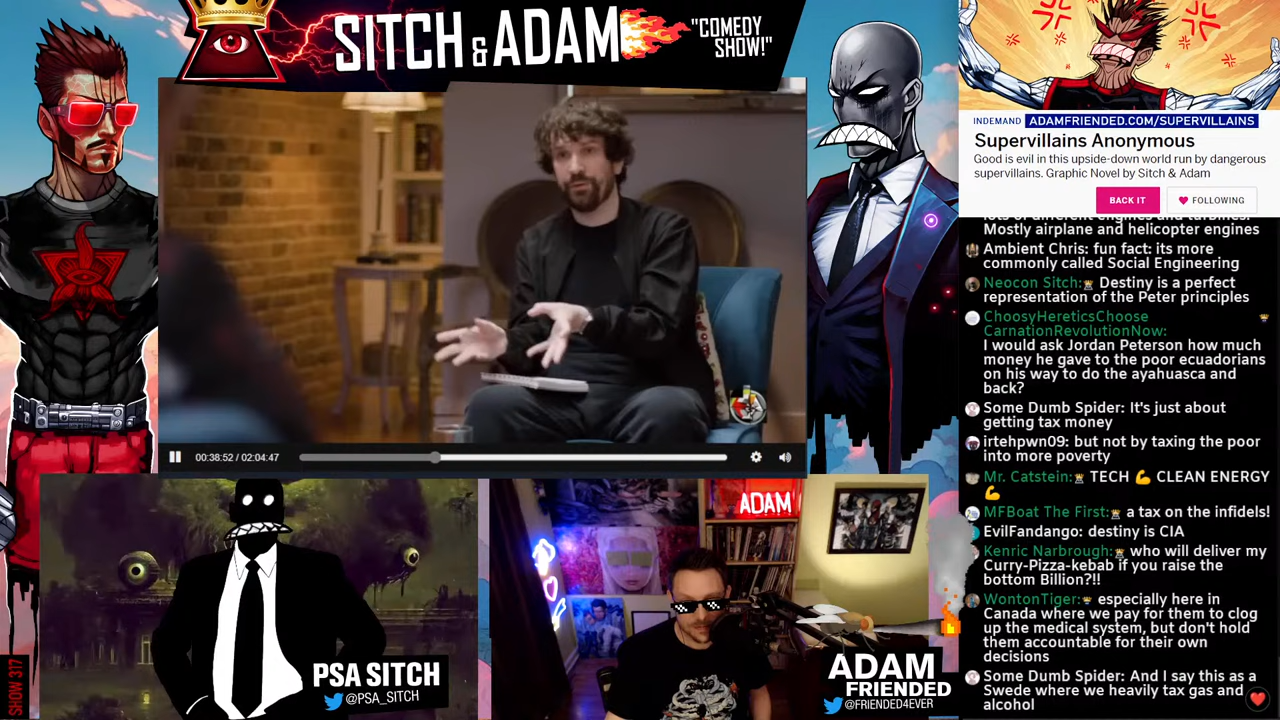 SITCH & ADAM
"COMEDY
SHOW!"
INDEMAND ADAMFRIENDED.COM/SUPERVILLAINS
Supervillains Anonymous
Good is evil in this upside-down world run by dangerous
supervillains. Graphic Novel by Sitch & Adam
BACK IT
FOLLOWING
lots of different engines and turbines.
Mostly airplane and helicopter engines
Ambient Chris: fun fact: its more
commonly called Social Engineering
Neocon Sitch: Destiny is a perfect
representation of the Peter principles
ChoosyHereticsChoose
CarnationRevolutionNow:
I would ask Jordan Peterson how much
money he gave to the poor ecuadorians
on his way to do the ayahuasca and
back?
Some Dumb Spider: It's just about
getting tax money
irtehpwn09: but not by taxing the poor
into more poverty
Mr. Catstein: TECH 💪 CLEAN ENERGY
💪
MFBoat The First: a tax on the infidels!
EvilFandango: destiny is CIA
Kenric Narbrough: who will deliver my
Curry-Pizza-kebab if you raise the
bottom Billion?!!
WontonTiger: especially here in
Canada where we pay for them to clog
up the medical system, but don't hold
them accountable for their own
decisions
Some Dumb Spider: And I say this as a
Swede where we heavily tax gas and
alcohol
00:38:52 / 02:04:47
ADAM
PSA SITCH
@PSA_SITCH
ADAM
FRIENDED
@FRIENDED4EVER
SHOW 317